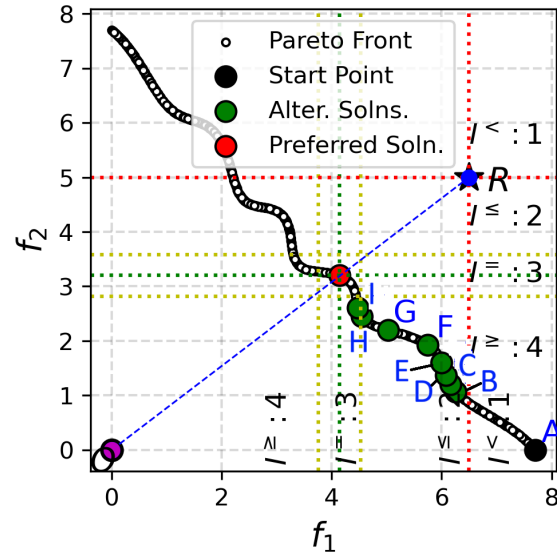 8
7
6
5
4
3
2
1
0
f2
Pareto Front
Start Point
Alter. Solns.
Preferred Soln.
I< :1
R
I≤ :2
I= :3
I≥ :4
I
G
F
H
E
C
D
B
A
I≥ :4
I= :3
I< :1
0
2
4
6
8
f1